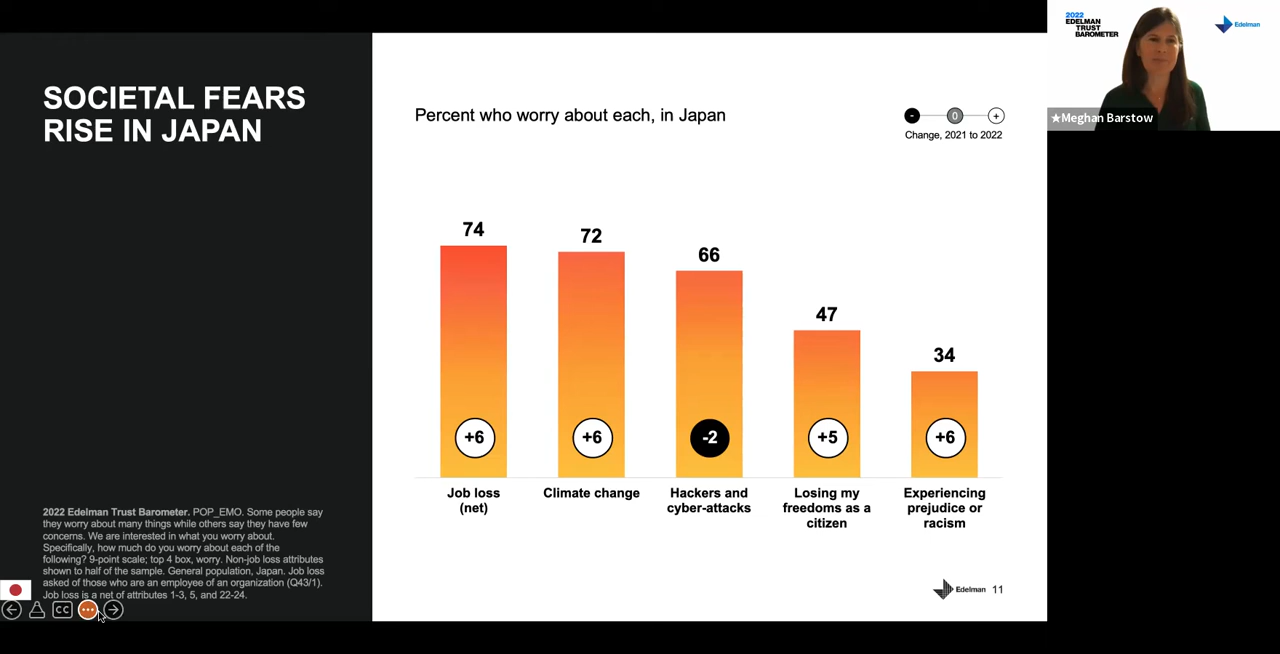 SOCIETAL FEARS
RISE IN JAPAN
2022 Edelman Trust Barometer. POP_EMO. Some people say
they worry about many things while others say they have few
concerns. We are interested in what you worry about.
Specifically, how much do you worry about each of the
following? 9-point scale; top 4 box, worry. Non-job loss attributes
shown to half of the sample. General population, Japan. Job loss
asked of those who are an employee of an organization (Q43/1).
Job loss is a net of attributes 1-3, 5, and 22-24.
CC
Percent who worry about each, in Japan
- 0 +
Change, 2021 to 2022
74
72
66
47
34
+6
+6
-2
+5
+6
Job loss
(net)
Climate change
Hackers and
cyber-attacks
Losing my
freedoms as a
citizen
Experiencing
prejudice or
racism
Edelman 11
2022
EDELMAN
TRUST
BAROMETER
Edelman
★Meghan Barstow